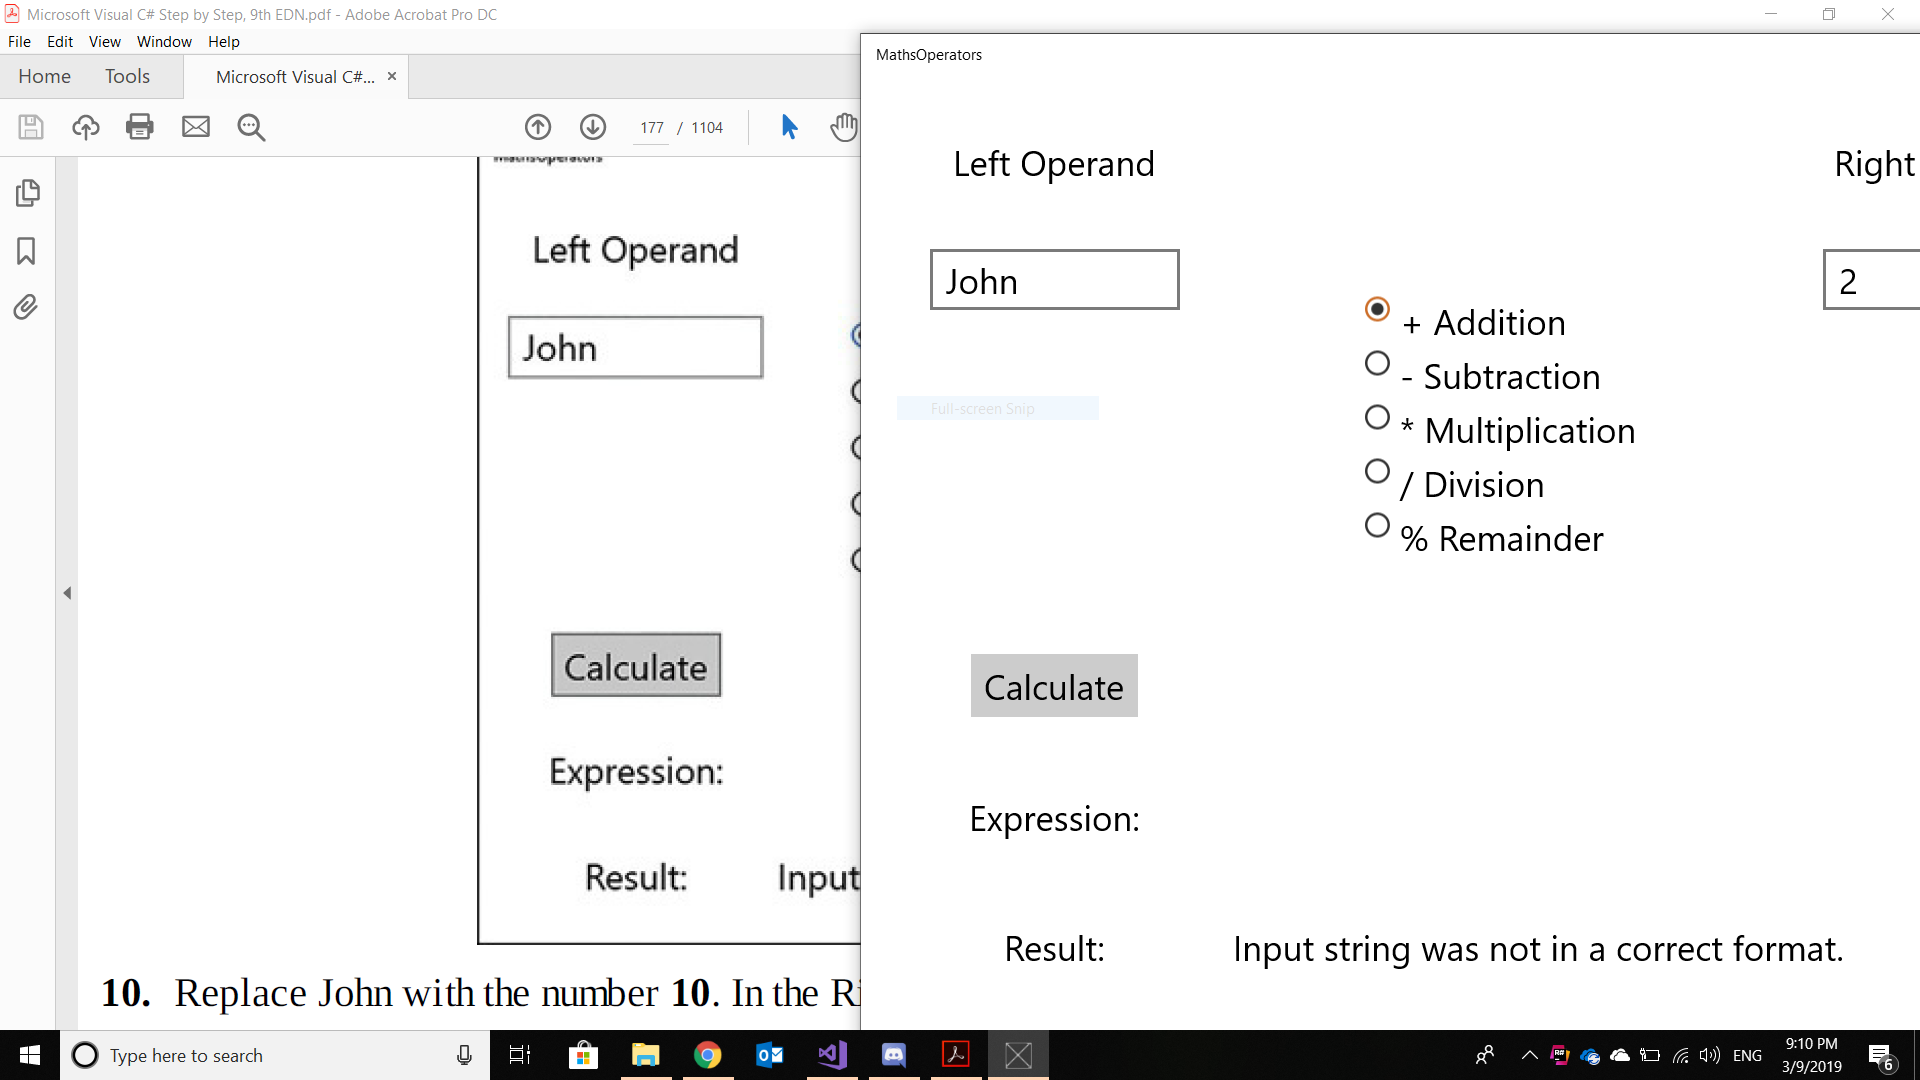 Microsoft Visual C# Step by Step, 9th EDN.pdf - Adobe Acrobat Pro DC
File Edit View Window Help
Home Tools Microsoft Visual C#... ×
177 / 1104
MathsOperators
Left Operand
John
Calculate
Expression:
Result: Input
10. Replace John with the number 10. In the Ri
MathsOperators
Left Operand Right
John 2
+ Addition
- Subtraction
* Multiplication
/ Division
% Remainder
Full-screen Snip
Calculate
Expression:
Result: Input string was not in a correct format.
Type here to search
ENG
9:10 PM
3/9/2019
6